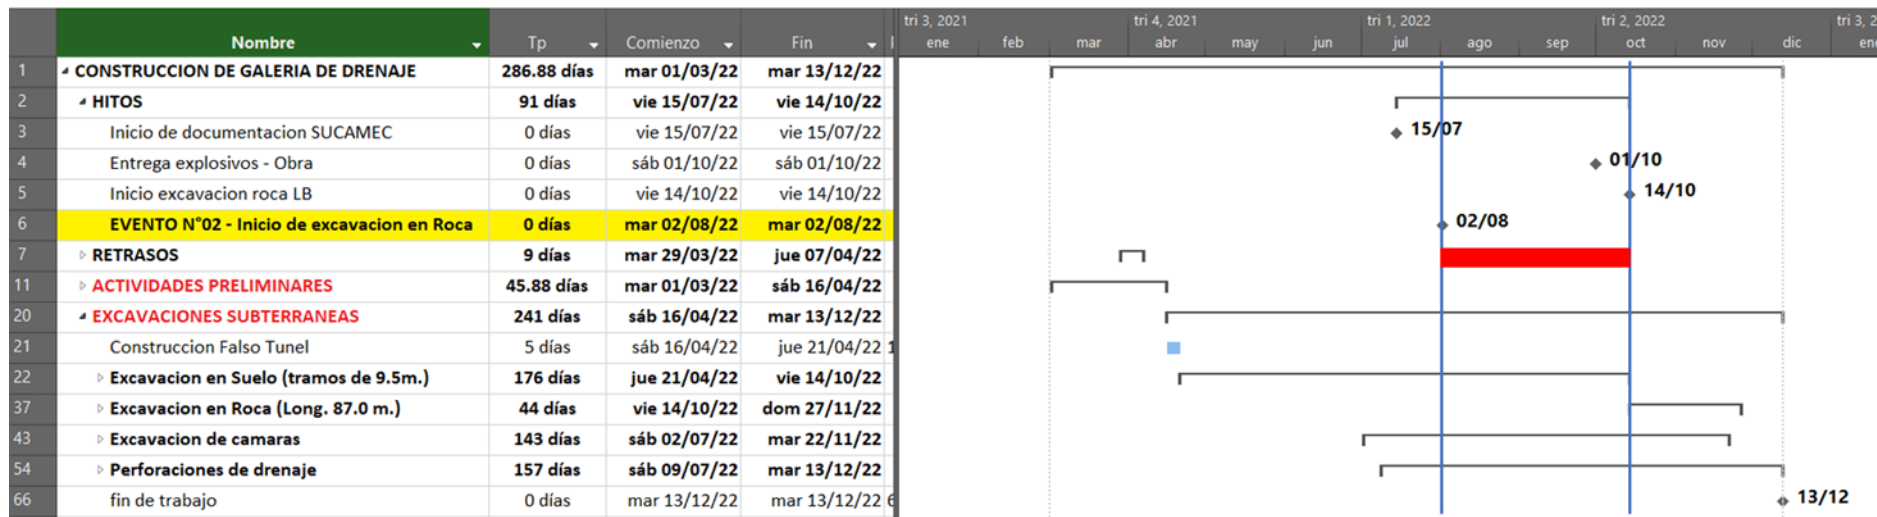 tri 3, 2021 tri 4, 2021 tri 1, 2022 tri 2, 2022 tri 3, 2
Nombre Tp Comienzo Fin ene feb mar abr may jun jul ago sep oct nov dic en
1 CONSTRUCCION DE GALERIA DE DRENAJE 286.88 días mar 01/03/22 mar 13/12/22
2 HITOS 91 días vie 15/07/22 vie 14/10/22
3 Inicio de documentacion SUCAMEC 0 días vie 15/07/22 vie 15/07/22 15/07
4 Entrega explosivos - Obra 0 días sáb 01/10/22 sáb 01/10/22 01/10
5 Inicio excavacion roca LB 0 días vie 14/10/22 vie 14/10/22 14/10
6 EVENTO N°02 - Inicio de excavacion en Roca 0 días mar 02/08/22 mar 02/08/22 02/08
7 RETRASOS 9 días mar 29/03/22 jue 07/04/22
11 ACTIVIDADES PRELIMINARES 45.88 días mar 01/03/22 sáb 16/04/22
20 EXCAVACIONES SUBTERRANEAS 241 días sáb 16/04/22 mar 13/12/22
21 Construccion Falso Tunel 5 días sáb 16/04/22 jue 21/04/22 1
22 Excavacion en Suelo (tramos de 9.5m.) 176 días jue 21/04/22 vie 14/10/22
37 Excavacion en Roca (Long. 87.0 m.) 44 días vie 14/10/22 dom 27/11/22
43 Excavacion de camaras 143 días sáb 02/07/22 mar 22/11/22
54 Perforaciones de drenaje 157 días sáb 09/07/22 mar 13/12/22
66 fin de trabajo 0 días mar 13/12/22 mar 13/12/22 6 13/12